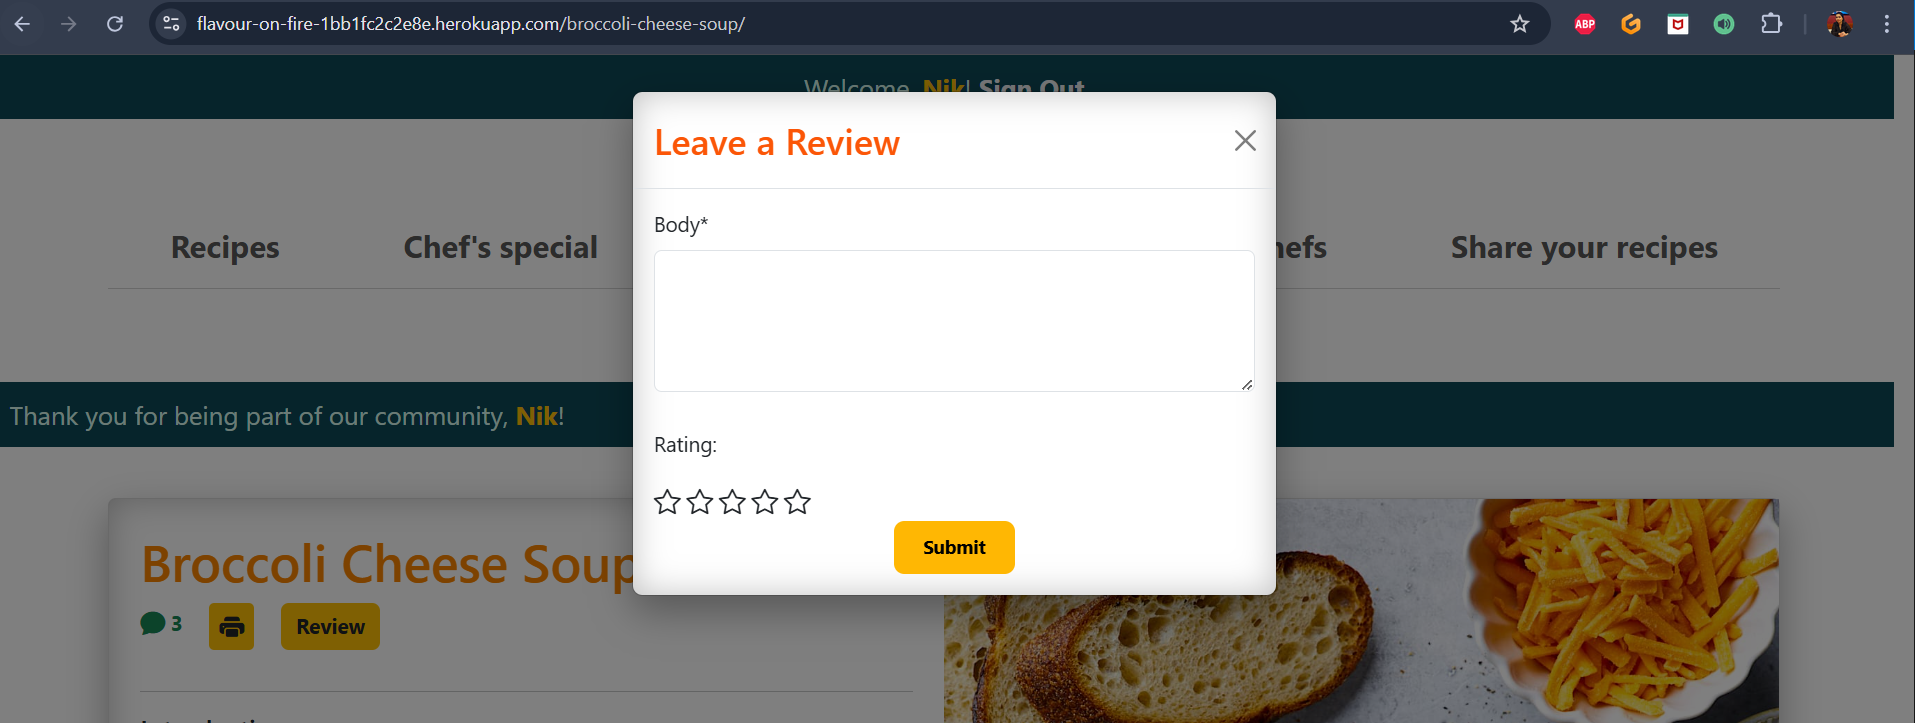 flavour-on-fire-1bb1fc2c2e8e.herokuapp.com/broccoli-cheese-soup/
ABP
Welcome, Nik! Sign Out
Leave a Review
Recipes
Chef's special
hefs
Share your recipes
Body*
Thank you for being part of our community, Nik!
Rating:
Submit
Broccoli Cheese Soup
3
Review